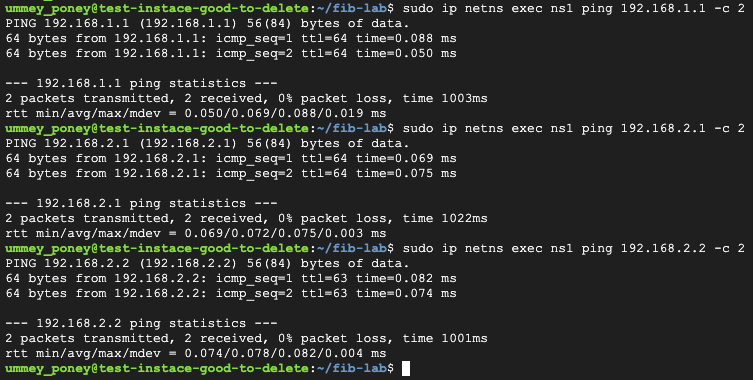 ummey_poney@test-instace-good-to-delete:~/fib-lab$ sudo ip netns exec ns1 ping 192.168.1.1 -c 2
PING 192.168.1.1 (192.168.1.1) 56(84) bytes of data.
64 bytes from 192.168.1.1: icmp_seq=1 ttl=64 time=0.088 ms
64 bytes from 192.168.1.1: icmp_seq=2 ttl=64 time=0.050 ms

--- 192.168.1.1 ping statistics ---
2 packets transmitted, 2 received, 0% packet loss, time 1003ms
rtt min/avg/max/mdev = 0.050/0.069/0.088/0.019 ms
ummey_poney@test-instace-good-to-delete:~/fib-lab$ sudo ip netns exec ns1 ping 192.168.2.1 -c 2
PING 192.168.2.1 (192.168.2.1) 56(84) bytes of data.
64 bytes from 192.168.2.1: icmp_seq=1 ttl=64 time=0.069 ms
64 bytes from 192.168.2.1: icmp_seq=2 ttl=64 time=0.075 ms

--- 192.168.2.1 ping statistics ---
2 packets transmitted, 2 received, 0% packet loss, time 1022ms
rtt min/avg/max/mdev = 0.069/0.072/0.075/0.003 ms
ummey_poney@test-instace-good-to-delete:~/fib-lab$ sudo ip netns exec ns1 ping 192.168.2.2 -c 2
PING 192.168.2.2 (192.168.2.2) 56(84) bytes of data.
64 bytes from 192.168.2.2: icmp_seq=1 ttl=63 time=0.082 ms
64 bytes from 192.168.2.2: icmp_seq=2 ttl=63 time=0.074 ms

--- 192.168.2.2 ping statistics ---
2 packets transmitted, 2 received, 0% packet loss, time 1001ms
rtt min/avg/max/mdev = 0.074/0.078/0.082/0.004 ms
ummey_poney@test-instace-good-to-delete:~/fib-lab$